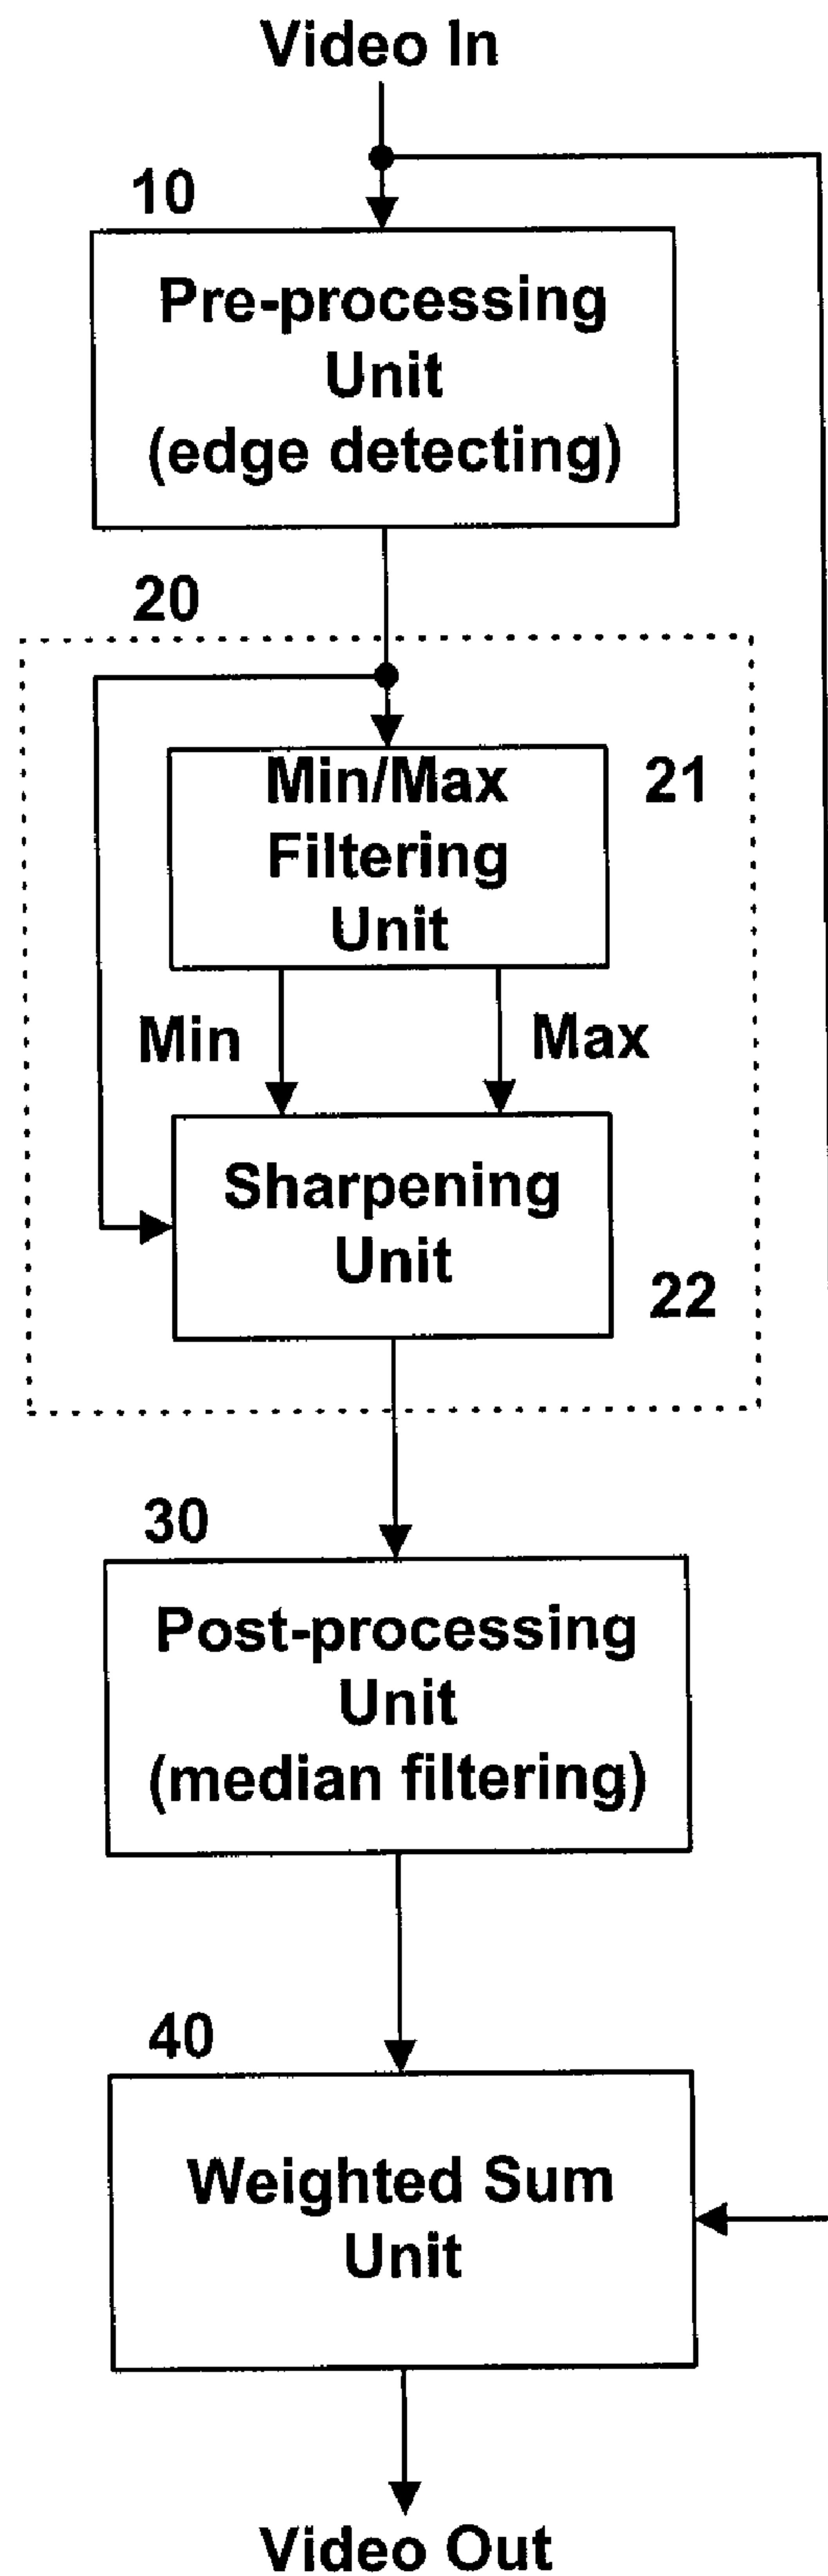 Video In
10
Pre-processing
Unit
(edge detecting)
20
Min/Max
Filtering
Unit
21
Min
Max
Sharpening
Unit
22
30
Post-processing
Unit
(median filtering)
40
Weighted Sum
Unit
Video Out